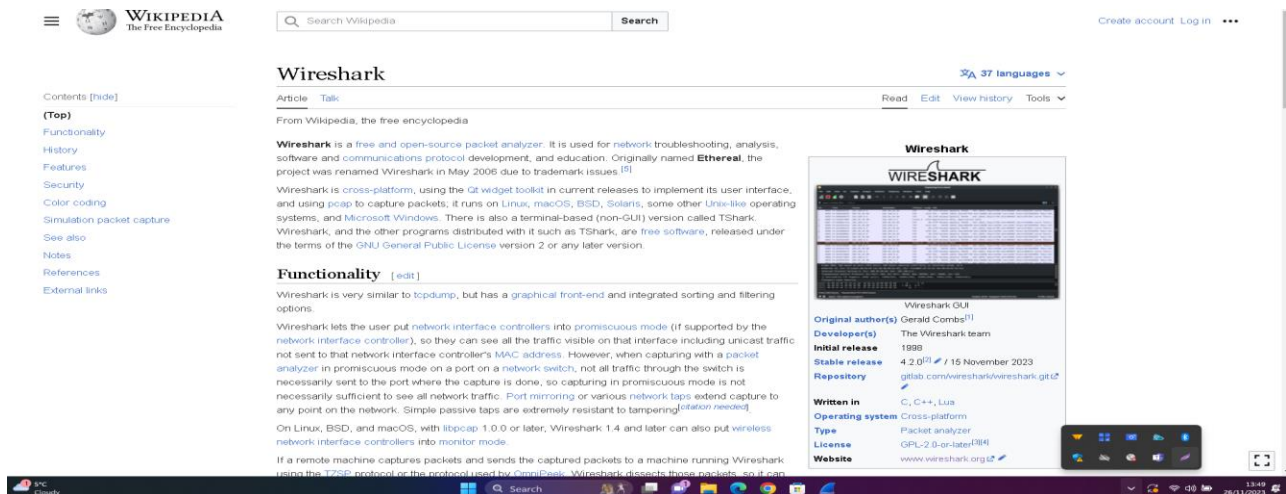 WIKIPEDIA
The Free Encyclopedia
Search Wikipedia
Search
Create account Log in
Wireshark
37 languages
Article Talk
Read Edit View history Tools
Contents [hide]
(Top)
Functionality
History
Features
Security
Color coding
Simulation packet capture
See also
Notes
References
External links
From Wikipedia, the free encyclopedia
Wireshark is a free and open-source packet analyzer. It is used for network troubleshooting, analysis,
software and communications protocol development, and education. Originally named Ethereal, the
project was renamed Wireshark in May 2006 due to trademark issues.[5]
Wireshark is cross-platform, using the Qt widget toolkit in current releases to implement its user interface,
and using pcap to capture packets; it runs on Linux, macOS, BSD, Solaris, some other Unix-like operating
systems, and Microsoft Windows. There is also a terminal-based (non-GUI) version called TShark.
Wireshark, and the other programs distributed with it such as TShark, are free software, released under
the terms of the GNU General Public License version 2 or any later version.
Functionality [edit]
Wireshark is very similar to tcpdump, but has a graphical front-end and integrated sorting and filtering
options.
Wireshark lets the user put network interface controllers into promiscuous mode (if supported by the
network interface controller), so they can see all the traffic visible on that interface including unicast traffic
not sent to that network interface controller's MAC address. However, when capturing with a packet
analyzer in promiscuous mode on a port on a network switch, not all traffic through the switch is
necessarily sent to the port where the capture is done, so capturing in promiscuous mode is not
necessarily sufficient to see all network traffic. Port mirroring or various network taps extend capture to
any point on the network. Simple passive taps are extremely resistant to tampering[citation needed]
On Linux, BSD, and macOS, with libpcap 1.0.0 or later, Wireshark 1.4 and later can also put wireless
network interface controllers into monitor mode.
If a remote machine captures packets and sends the captured packets to a machine running Wireshark
using the TZSP protocol or the protocol used by OmniPeek, Wireshark dissects those packets, so it can
Wireshark
WIRESHARK
Wireshark GUI
Original author(s) Gerald Combs[1]
Developer(s) The Wireshark team
Initial release 1998
Stable release 4.2.0[2] / 15 November 2023
Repository gitlab.com/wireshark/wireshark.git
Written in C, C++, Lua
Operating system Cross-platform
Type Packet analyzer
License GPL-2.0-or-later[3][4]
Website www.wireshark.org
5°C
Cloudy
Search
13:49
26/11/2023